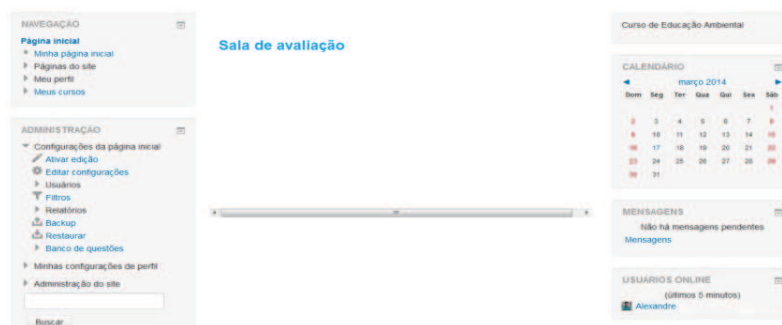 NAVEGAÇÃO
Página inicial
Minha página inicial
Páginas do site
Meu perfil
Meus cursos
ADMINISTRAÇÃO
Configurações da página inicial
Ativar edição
Editar configurações
Usuários
Filtros
Relatórios
Backup
Restaurar
Banco de questões
Minhas configurações de perfil
Administração do site
Buscar
Sala de avaliação
Curso de Educação Ambiental
CALENDÁRIO
março 2014
Dom Seg Ter Qua Qui Sex Sáb
1
2 3 4 5 6 7 8
9 10 11 12 13 14 15
16 17 18 19 20 21 22
23 24 25 26 27 28 29
30 31
MENSAGENS
Não há mensagens pendentes
Mensagens
USUÁRIOS ONLINE
(últimos 5 minutos)
Alexandre